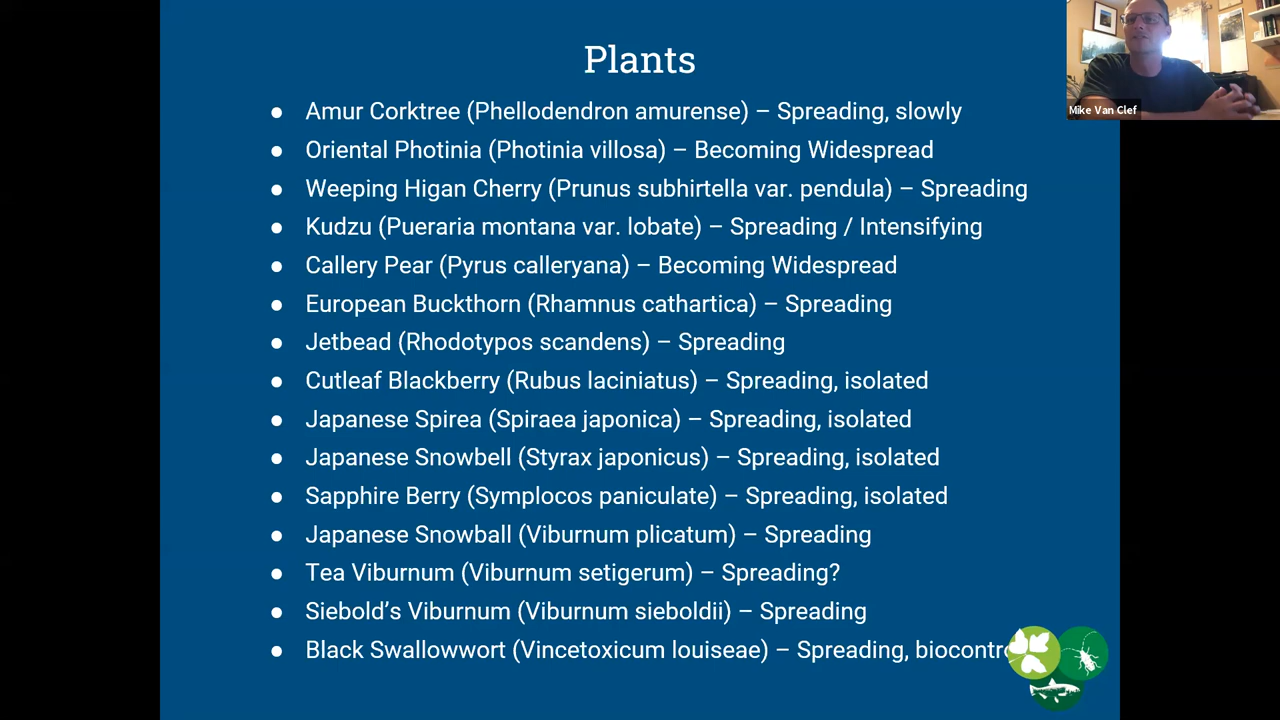 Plants
● Amur Corktree (Phellodendron amurense) – Spreading, slowly
● Oriental Photinia (Photinia villosa) – Becoming Widespread
● Weeping Higan Cherry (Prunus subhirtella var. pendula) – Spreading
● Kudzu (Pueraria montana var. lobate) – Spreading / Intensifying
● Callery Pear (Pyrus calleryana) – Becoming Widespread
● European Buckthorn (Rhamnus cathartica) – Spreading
● Jetbead (Rhodotypos scandens) – Spreading
● Cutleaf Blackberry (Rubus laciniatus) – Spreading, isolated
● Japanese Spirea (Spiraea japonica) – Spreading, isolated
● Japanese Snowbell (Styrax japonicus) – Spreading, isolated
● Sapphire Berry (Symplocos paniculate) – Spreading, isolated
● Japanese Snowball (Viburnum plicatum) – Spreading
● Tea Viburnum (Viburnum setigerum) – Spreading?
● Siebold’s Viburnum (Viburnum sieboldii) – Spreading
● Black Swallowwort (Vincetoxicum louiseae) – Spreading,
Mike Van Clef